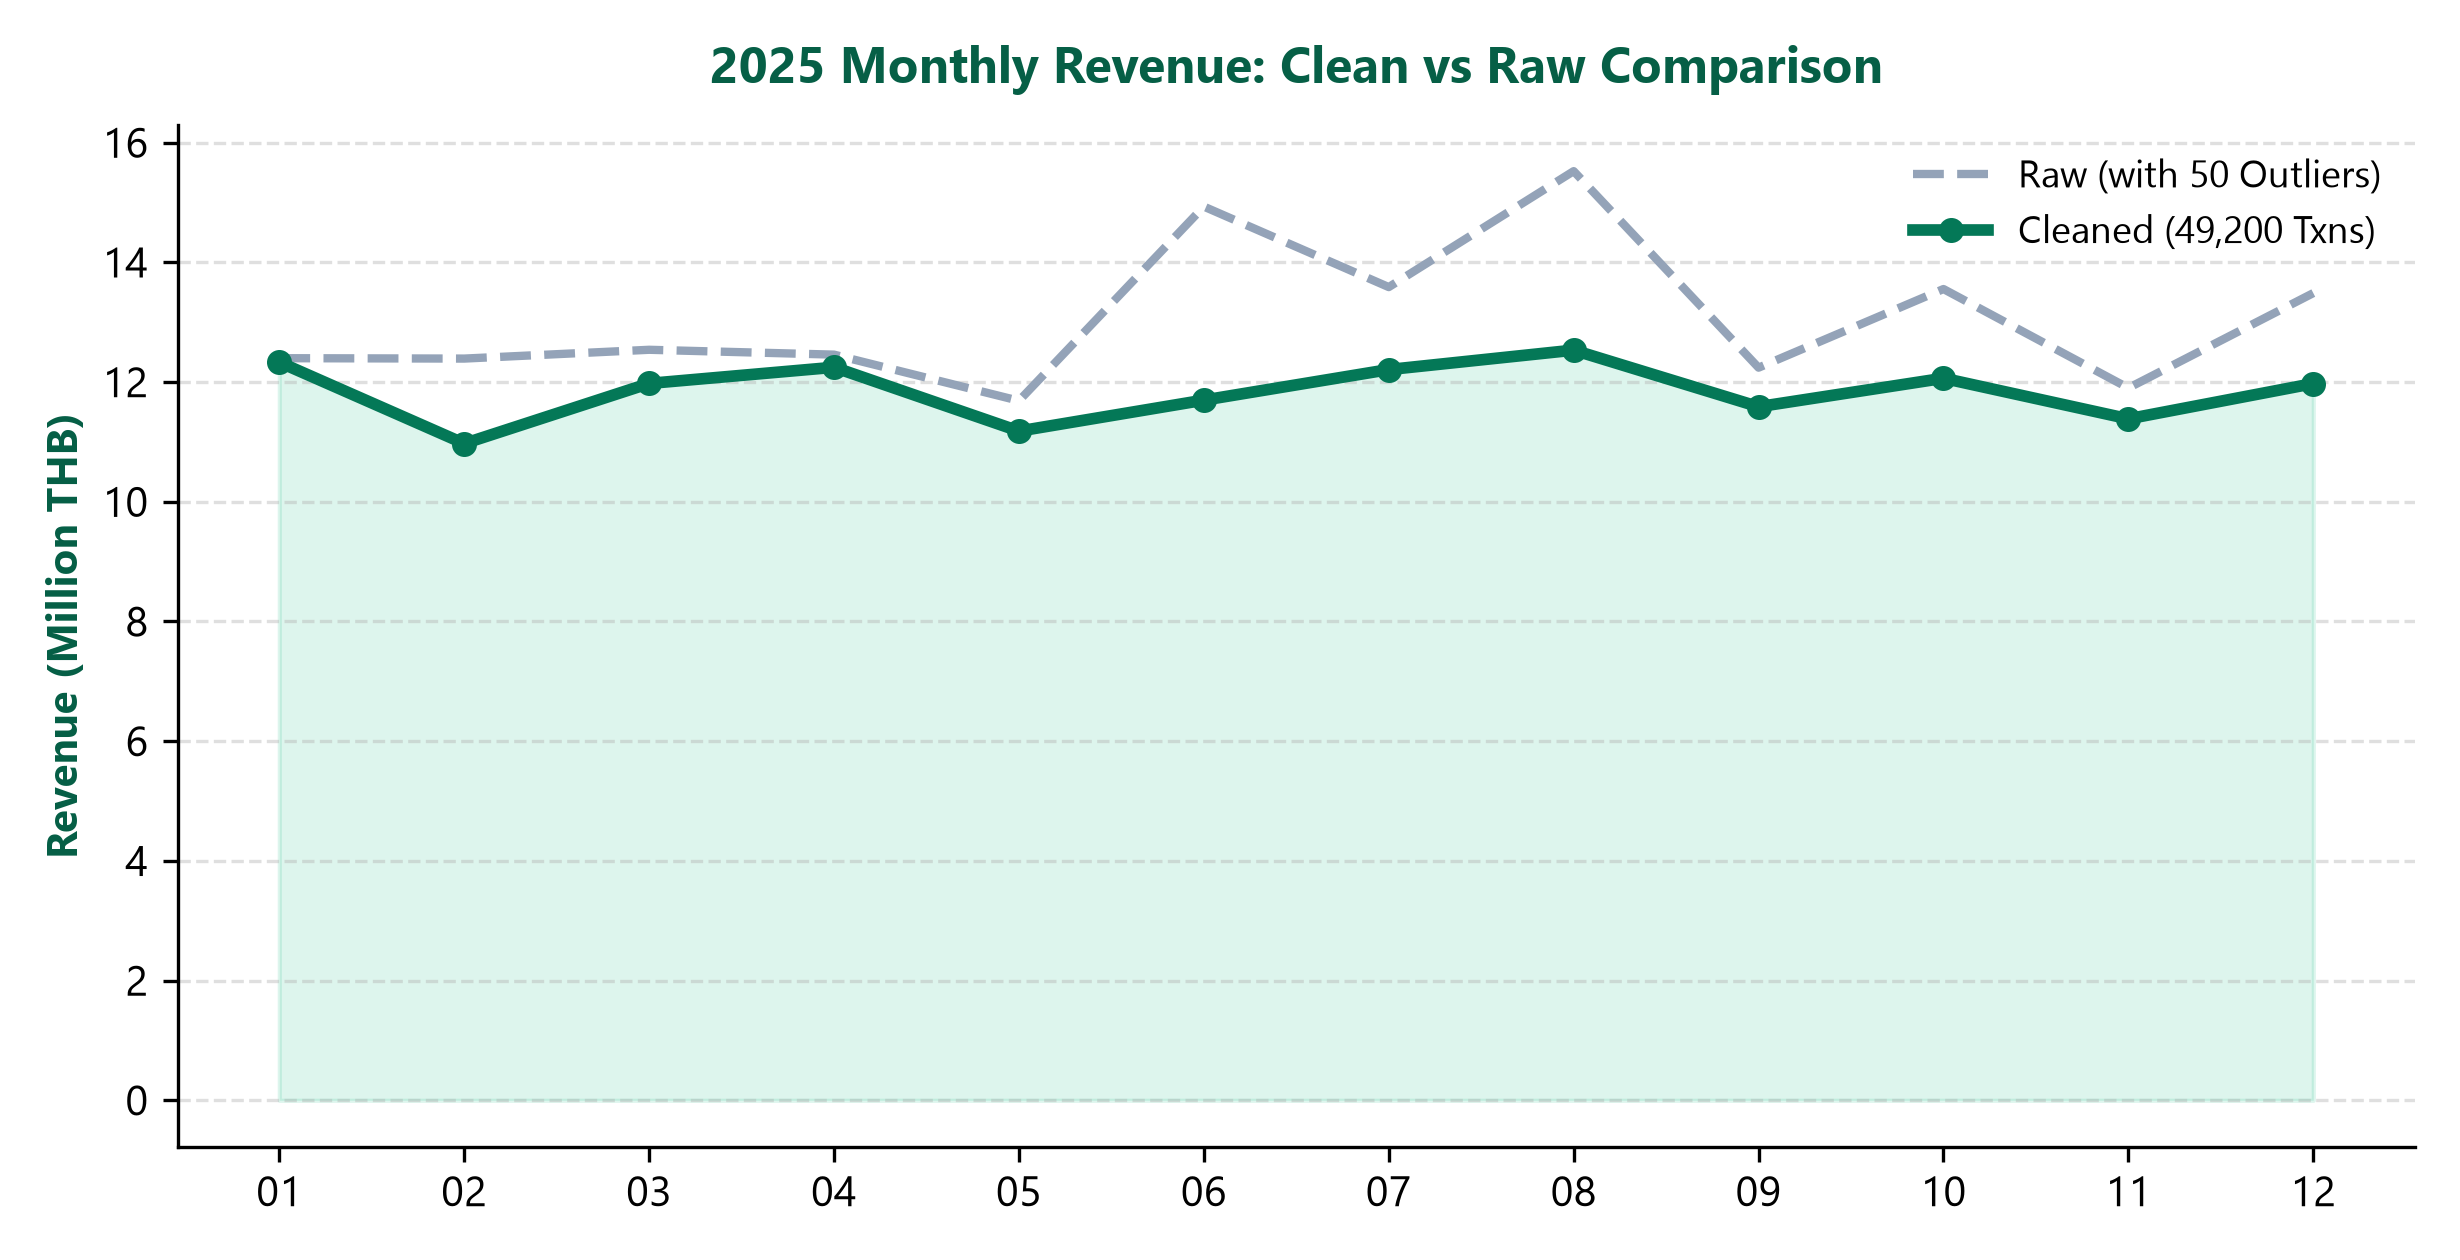 2025 Monthly Revenue: Clean vs Raw Comparison
Raw (with 50 Outliers)
Cleaned (49,200 Txns)
Revenue (Million THB)
16
14
12
10
8
6
4
2
0
01 02 03 04 05 06 07 08 09 10 11 12